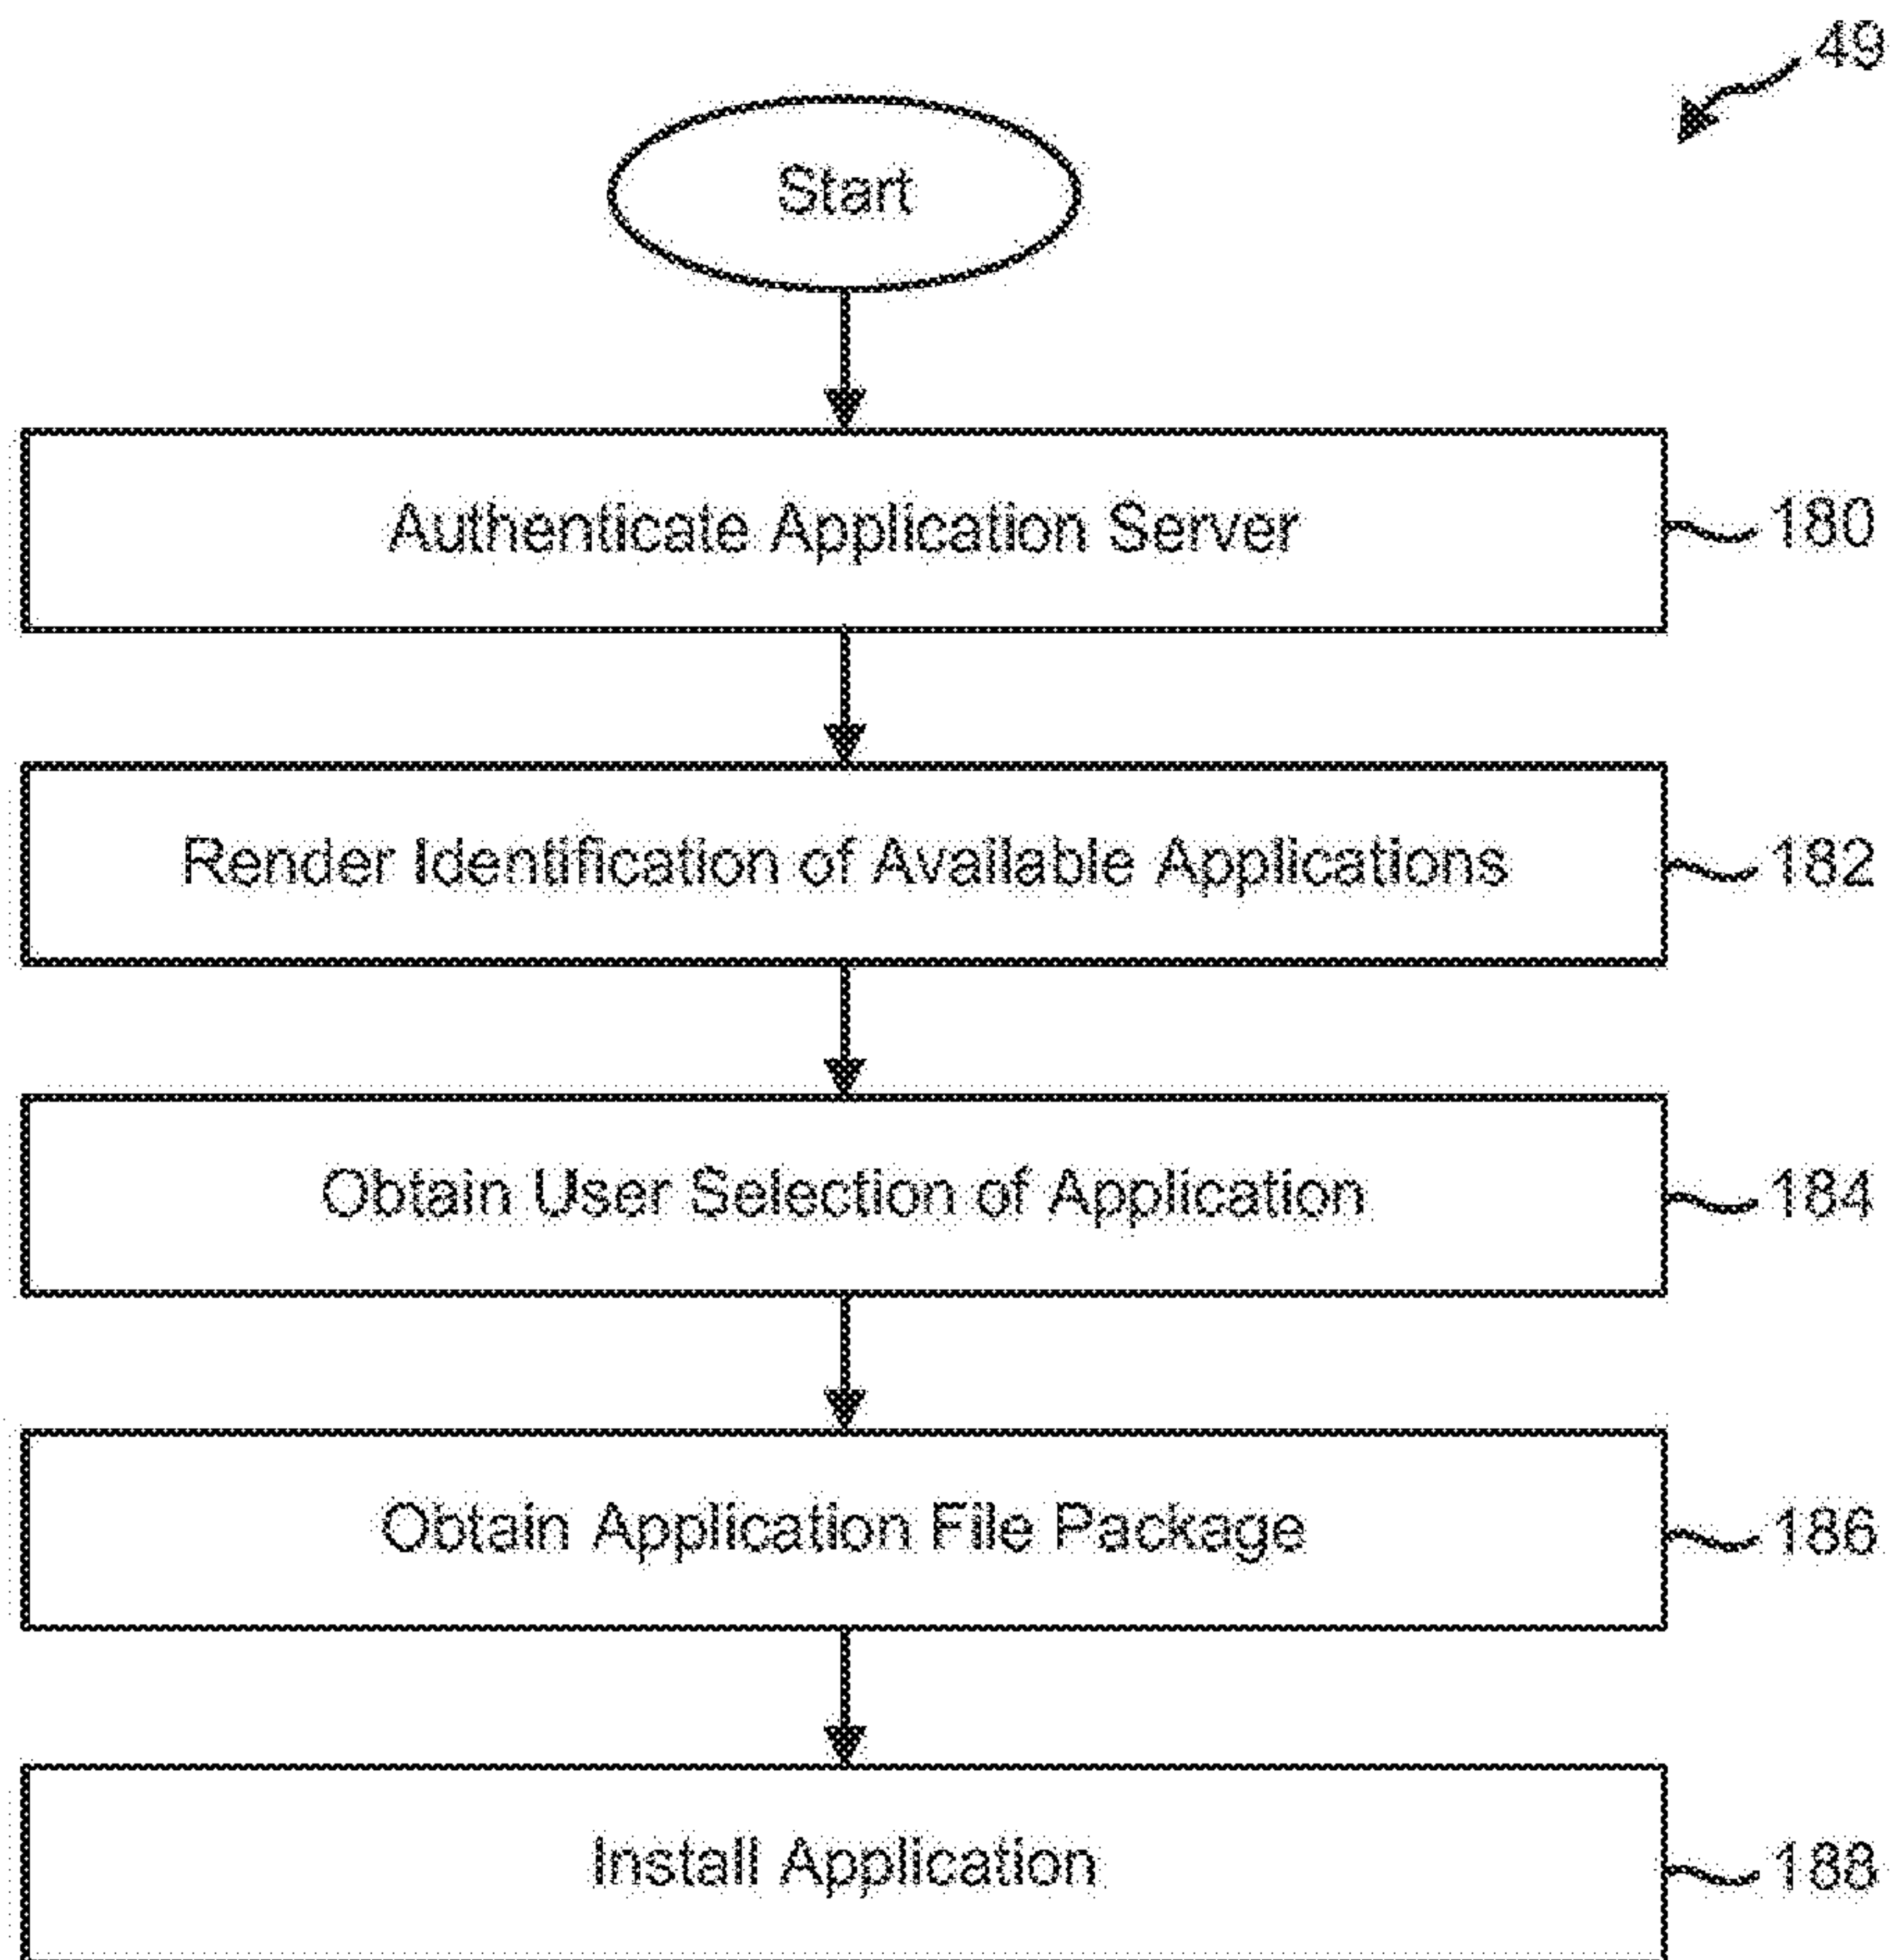 49
Start
Authenticate Application Server
180
Render Identification of Available Applications
182
Obtain User Selection of Application
184
Obtain Application File Package
186
Install Application
188